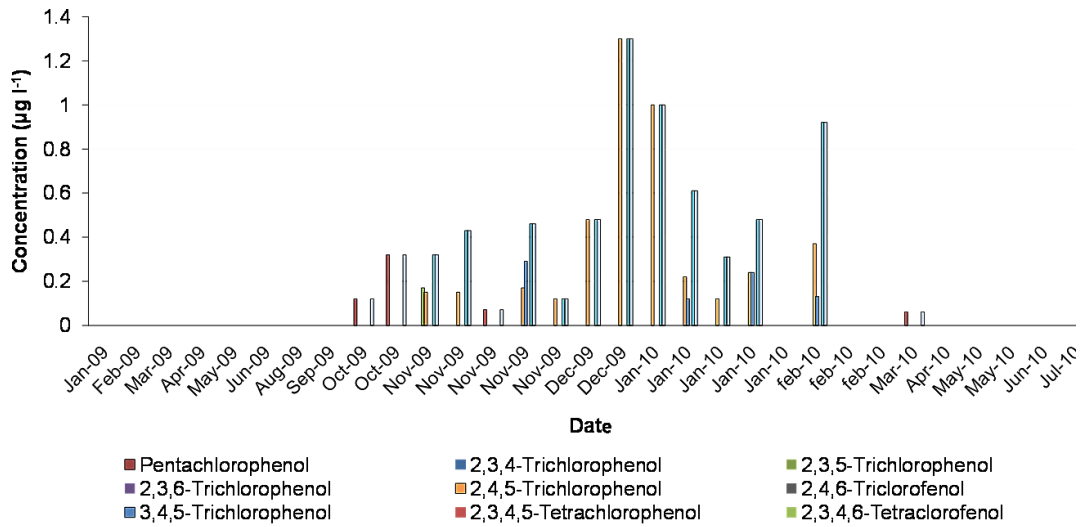 1.4
1.2
1
0.8
0.6
0.4
0.2
0
Concentration (µg l-1)
Jan-09 Feb-09 Mar-09 Apr-09 May-09 Jun-09 Aug-09 Sep-09 Oct-09 Oct-09 Nov-09 Nov-09 Nov-09 Nov-09 Nov-09 Dec-09 Dec-09 Jan-10 Jan-10 Jan-10 Jan-10 Jan-10 feb-10 feb-10 feb-10 Mar-10 Apr-10 May-10 May-10 Jun-10 Jul-10
Date
Pentachlorophenol 2,3,4-Trichlorophenol 2,3,5-Trichlorophenol
2,3,6-Trichlorophenol 2,4,5-Trichlorophenol 2,4,6-Triclorofenol
3,4,5-Trichlorophenol 2,3,4,5-Tetrachlorophenol 2,3,4,6-Tetraclorofenol